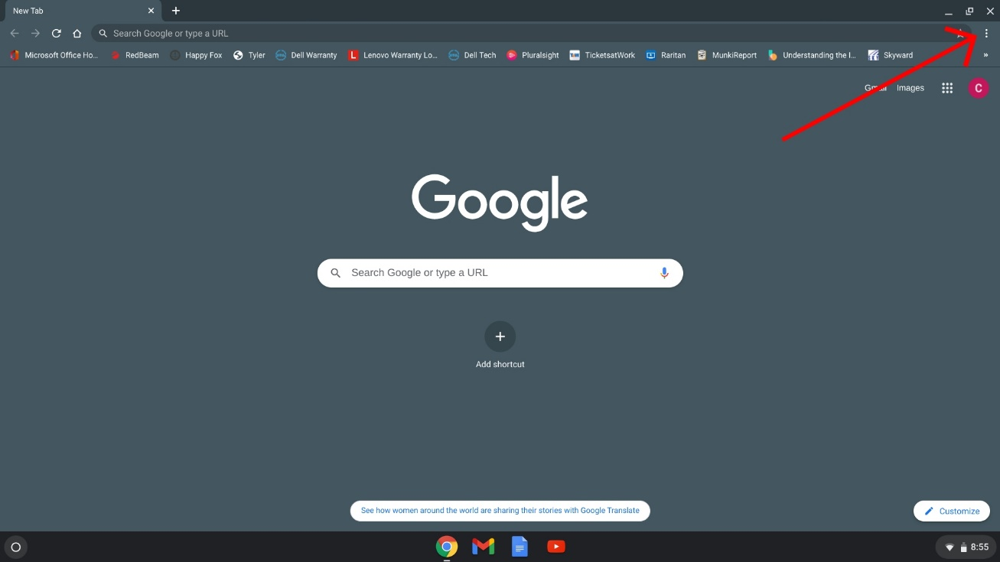 New Tab
Search Google or type a URL
Microsoft Office Ho... RedBeam Happy Fox Tyler Dell Warranty Lenovo Warranty Lo... Dell Tech Pluralsight TicketsatWork Raritan MunkiReport Understanding the I... Skyward »
Gmail Images C
Google
Search Google or type a URL
Add shortcut
See how women around the world are sharing their stories with Google Translate
Customize
8:55